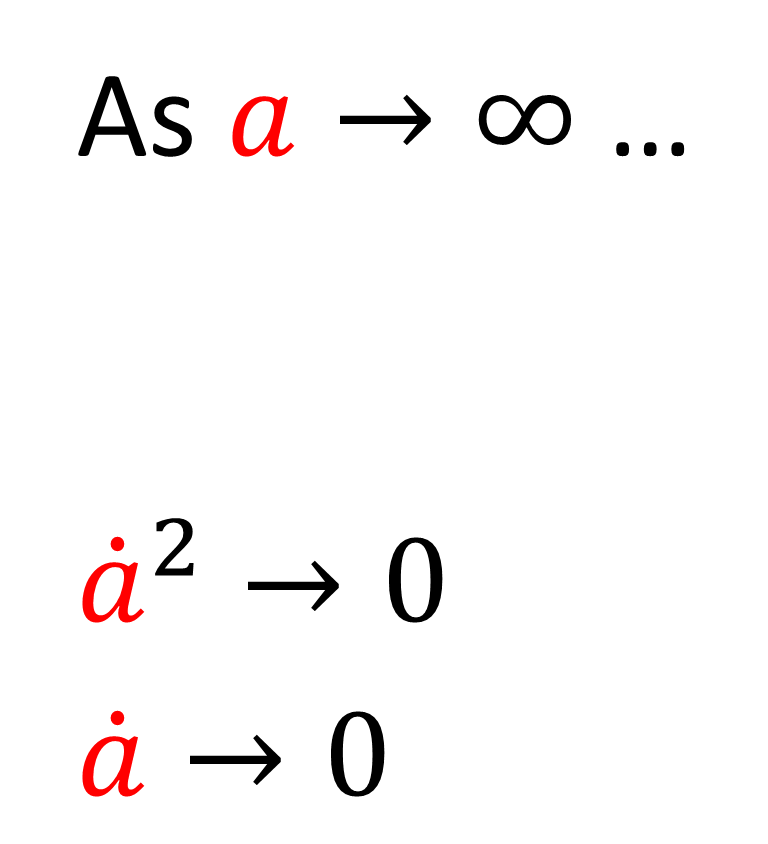 As a → ∞ ...
ȧ² → 0
ȧ → 0